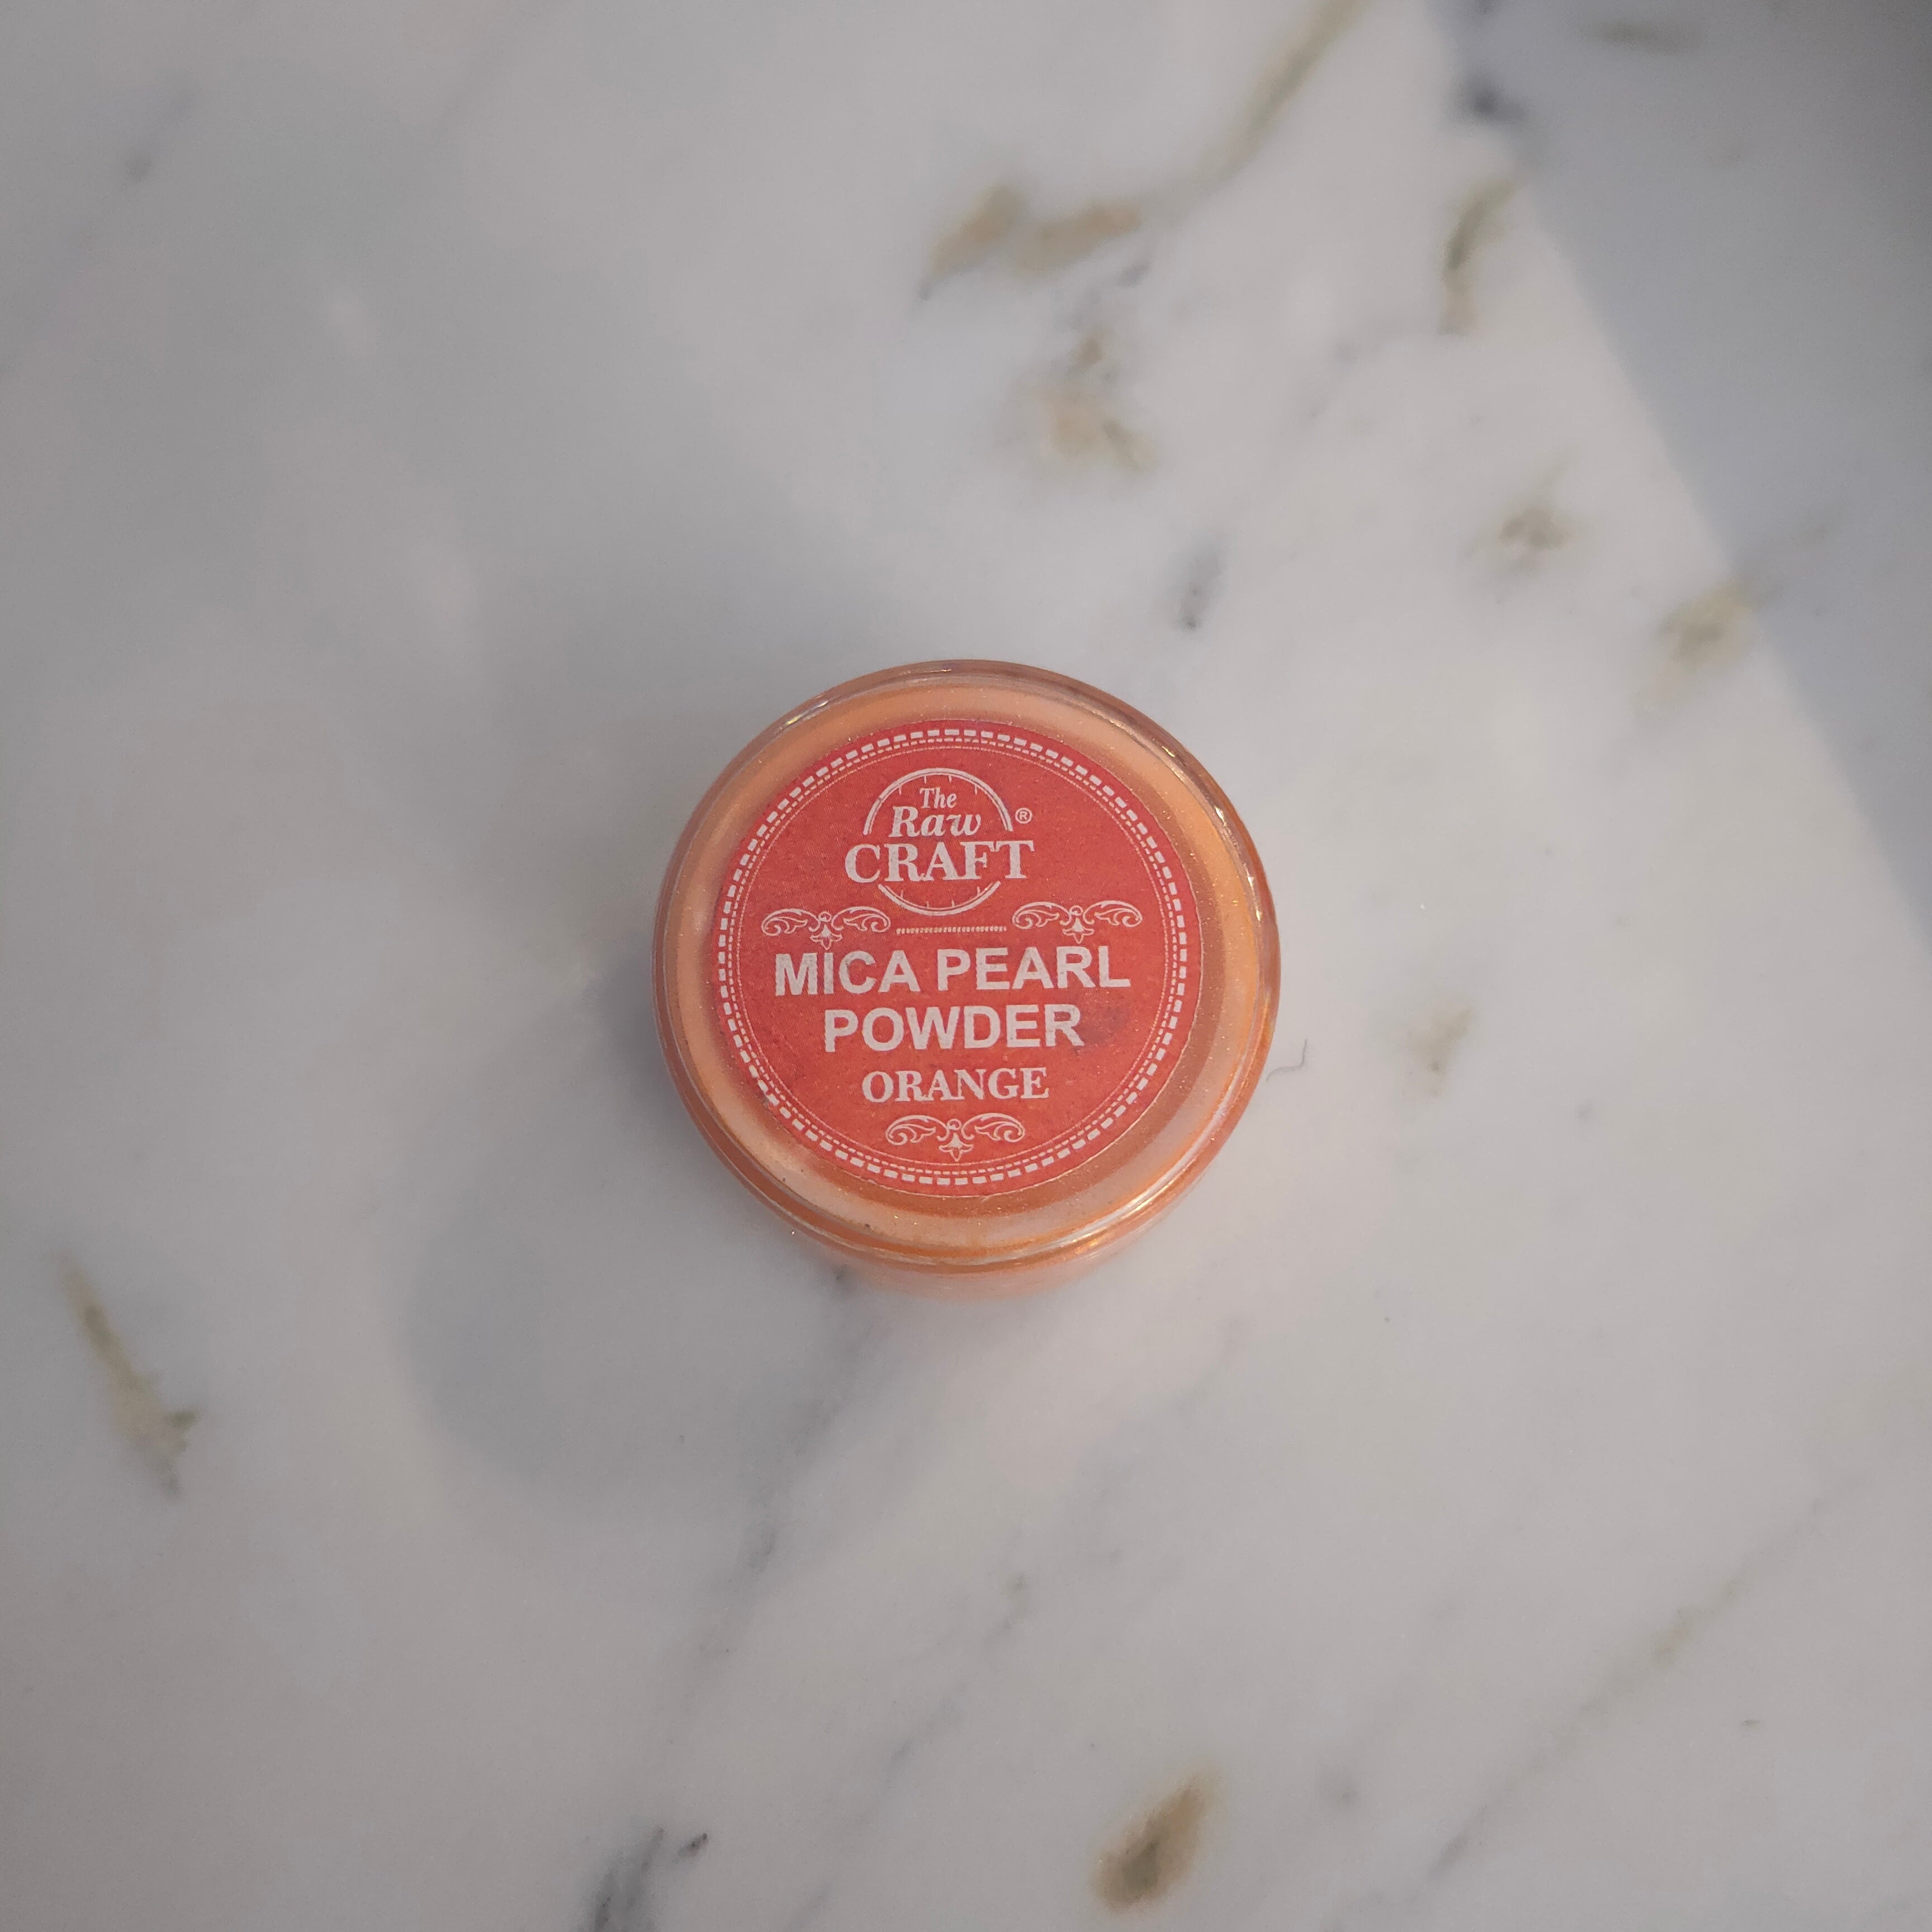 The
Raw ®
CRAFT
MICA PEARL
POWDER
ORANGE